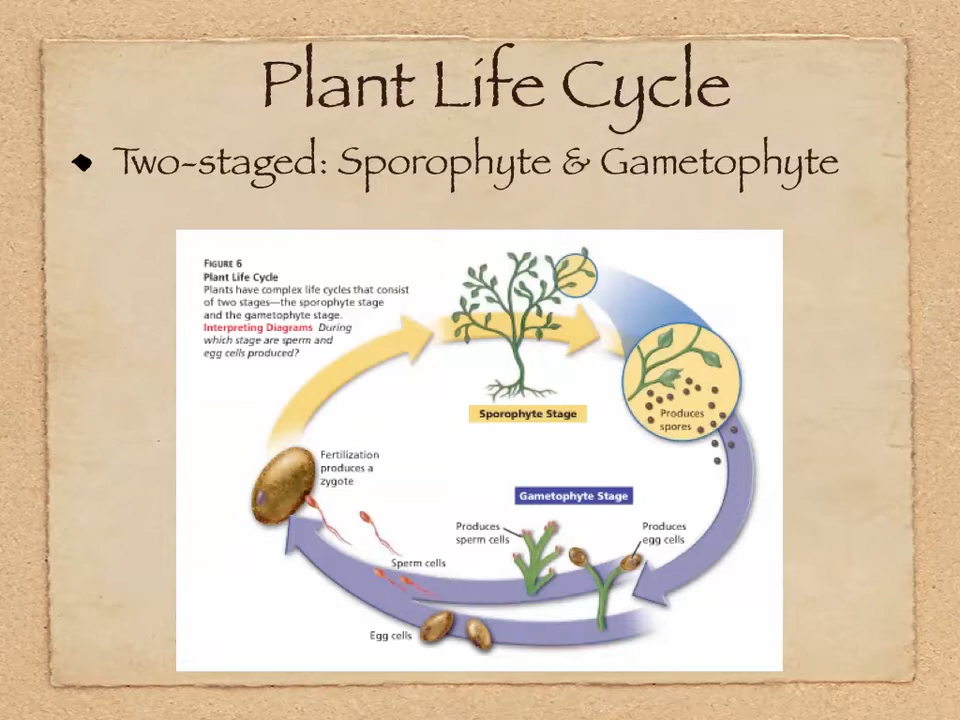 Plant Life Cycle
Two-staged: Sporophyte & Gametophyte
FIGURE 6
Plant Life Cycle
Plants have complex life cycles that consist
of two stages—the sporophyte stage
and the gametophyte stage.
Interpreting Diagrams During
which stage are sperm and
egg cells produced?
Sporophyte Stage
Produces
spores
Fertilization
produces a
zygote
Gametophyte Stage
Produces
sperm cells
Produces
egg cells
Sperm cells
Egg cells